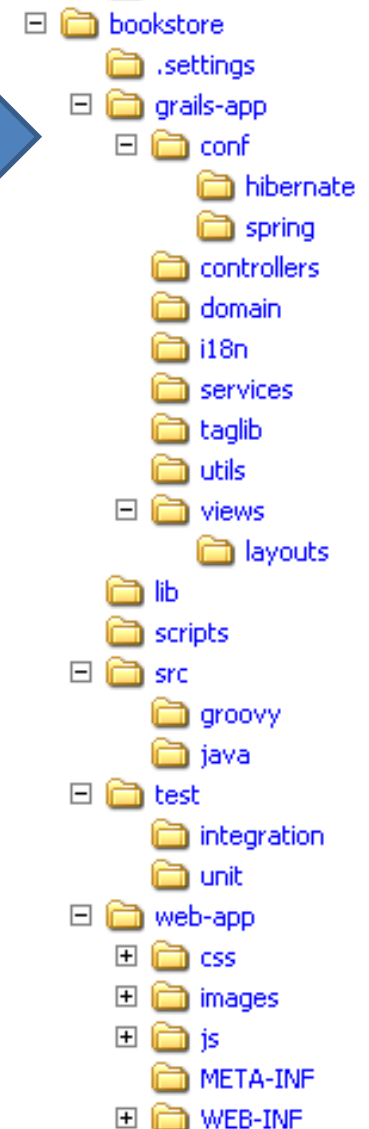 bookstore
.settings
grails-app
conf
hibernate
spring
controllers
domain
i18n
services
taglib
utils
views
layouts
lib
scripts
src
groovy
java
test
integration
unit
web-app
css
images
js
META-INF
WEB-INF